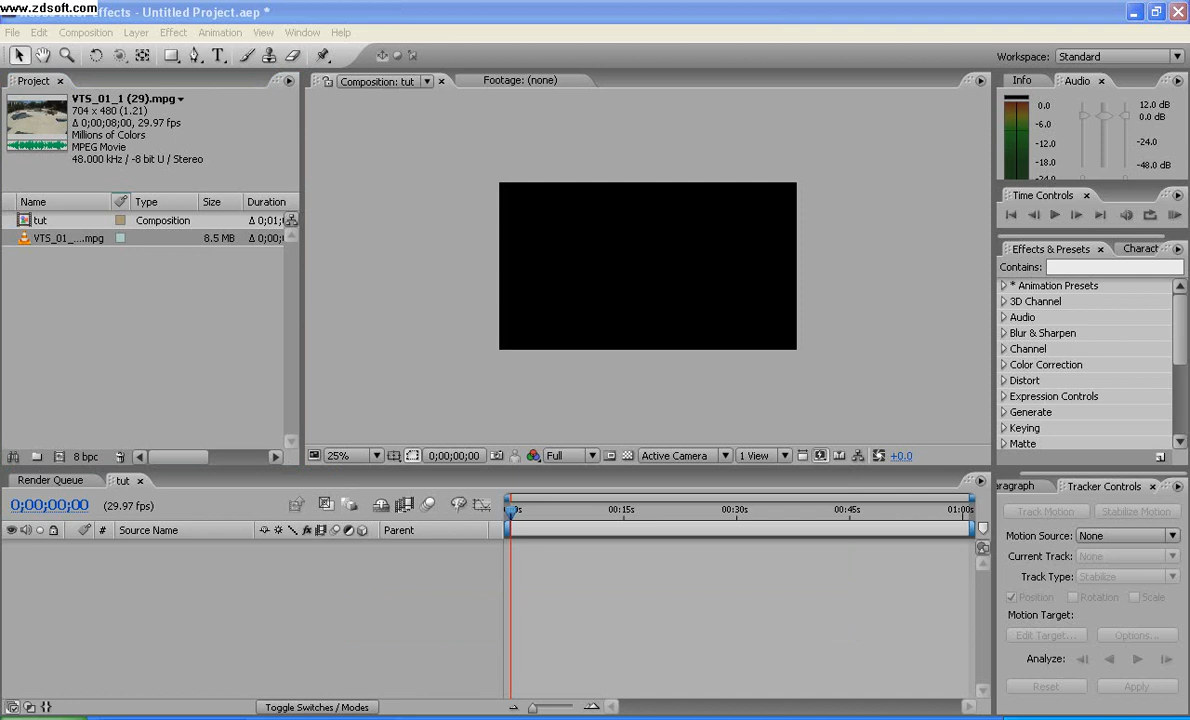 www.zdsoft.com Effects - Untitled Project.aep *
File Edit Composition Layer Effect Animation View Window Help
Workspace: Standard
Project
Composition: tut
Footage: (none)
Info Audio
VTS_01_1 (29).mpg
704 x 480 (1.21)
Δ 0;00;08;00, 29.97 fps
Millions of Colors
MPEG Movie
48.000 kHz / -8 bit U / Stereo
0.0
-6.0
-12.0
-18.0
-24.0
12.0 dB
0.0 dB
-24.0
-48.0 dB
Time Controls
Name Type Size Duration
tut Composition Δ 0;01;
VTS_01_....mpg 8.5 MB Δ 0;00;
Effects & Presets Charact
Contains:
* Animation Presets
3D Channel
Audio
Blur & Sharpen
Channel
Color Correction
Distort
Expression Controls
Generate
Keying
Matte
8 bpc
25% 0;00;00;00 Full Active Camera 1 View +0.0
Render Queue tut
0;00;00;00 (29.97 fps)
00:15s 00:30s 00:45s 01:00s
# Source Name Parent
Toggle Switches / Modes
aragraph Tracker Controls
Track Motion Stabilize Motion
Motion Source: None
Current Track: None
Track Type: Stabilize
Position Rotation Scale
Motion Target:
Edit Target... Options...
Analyze:
Reset Apply